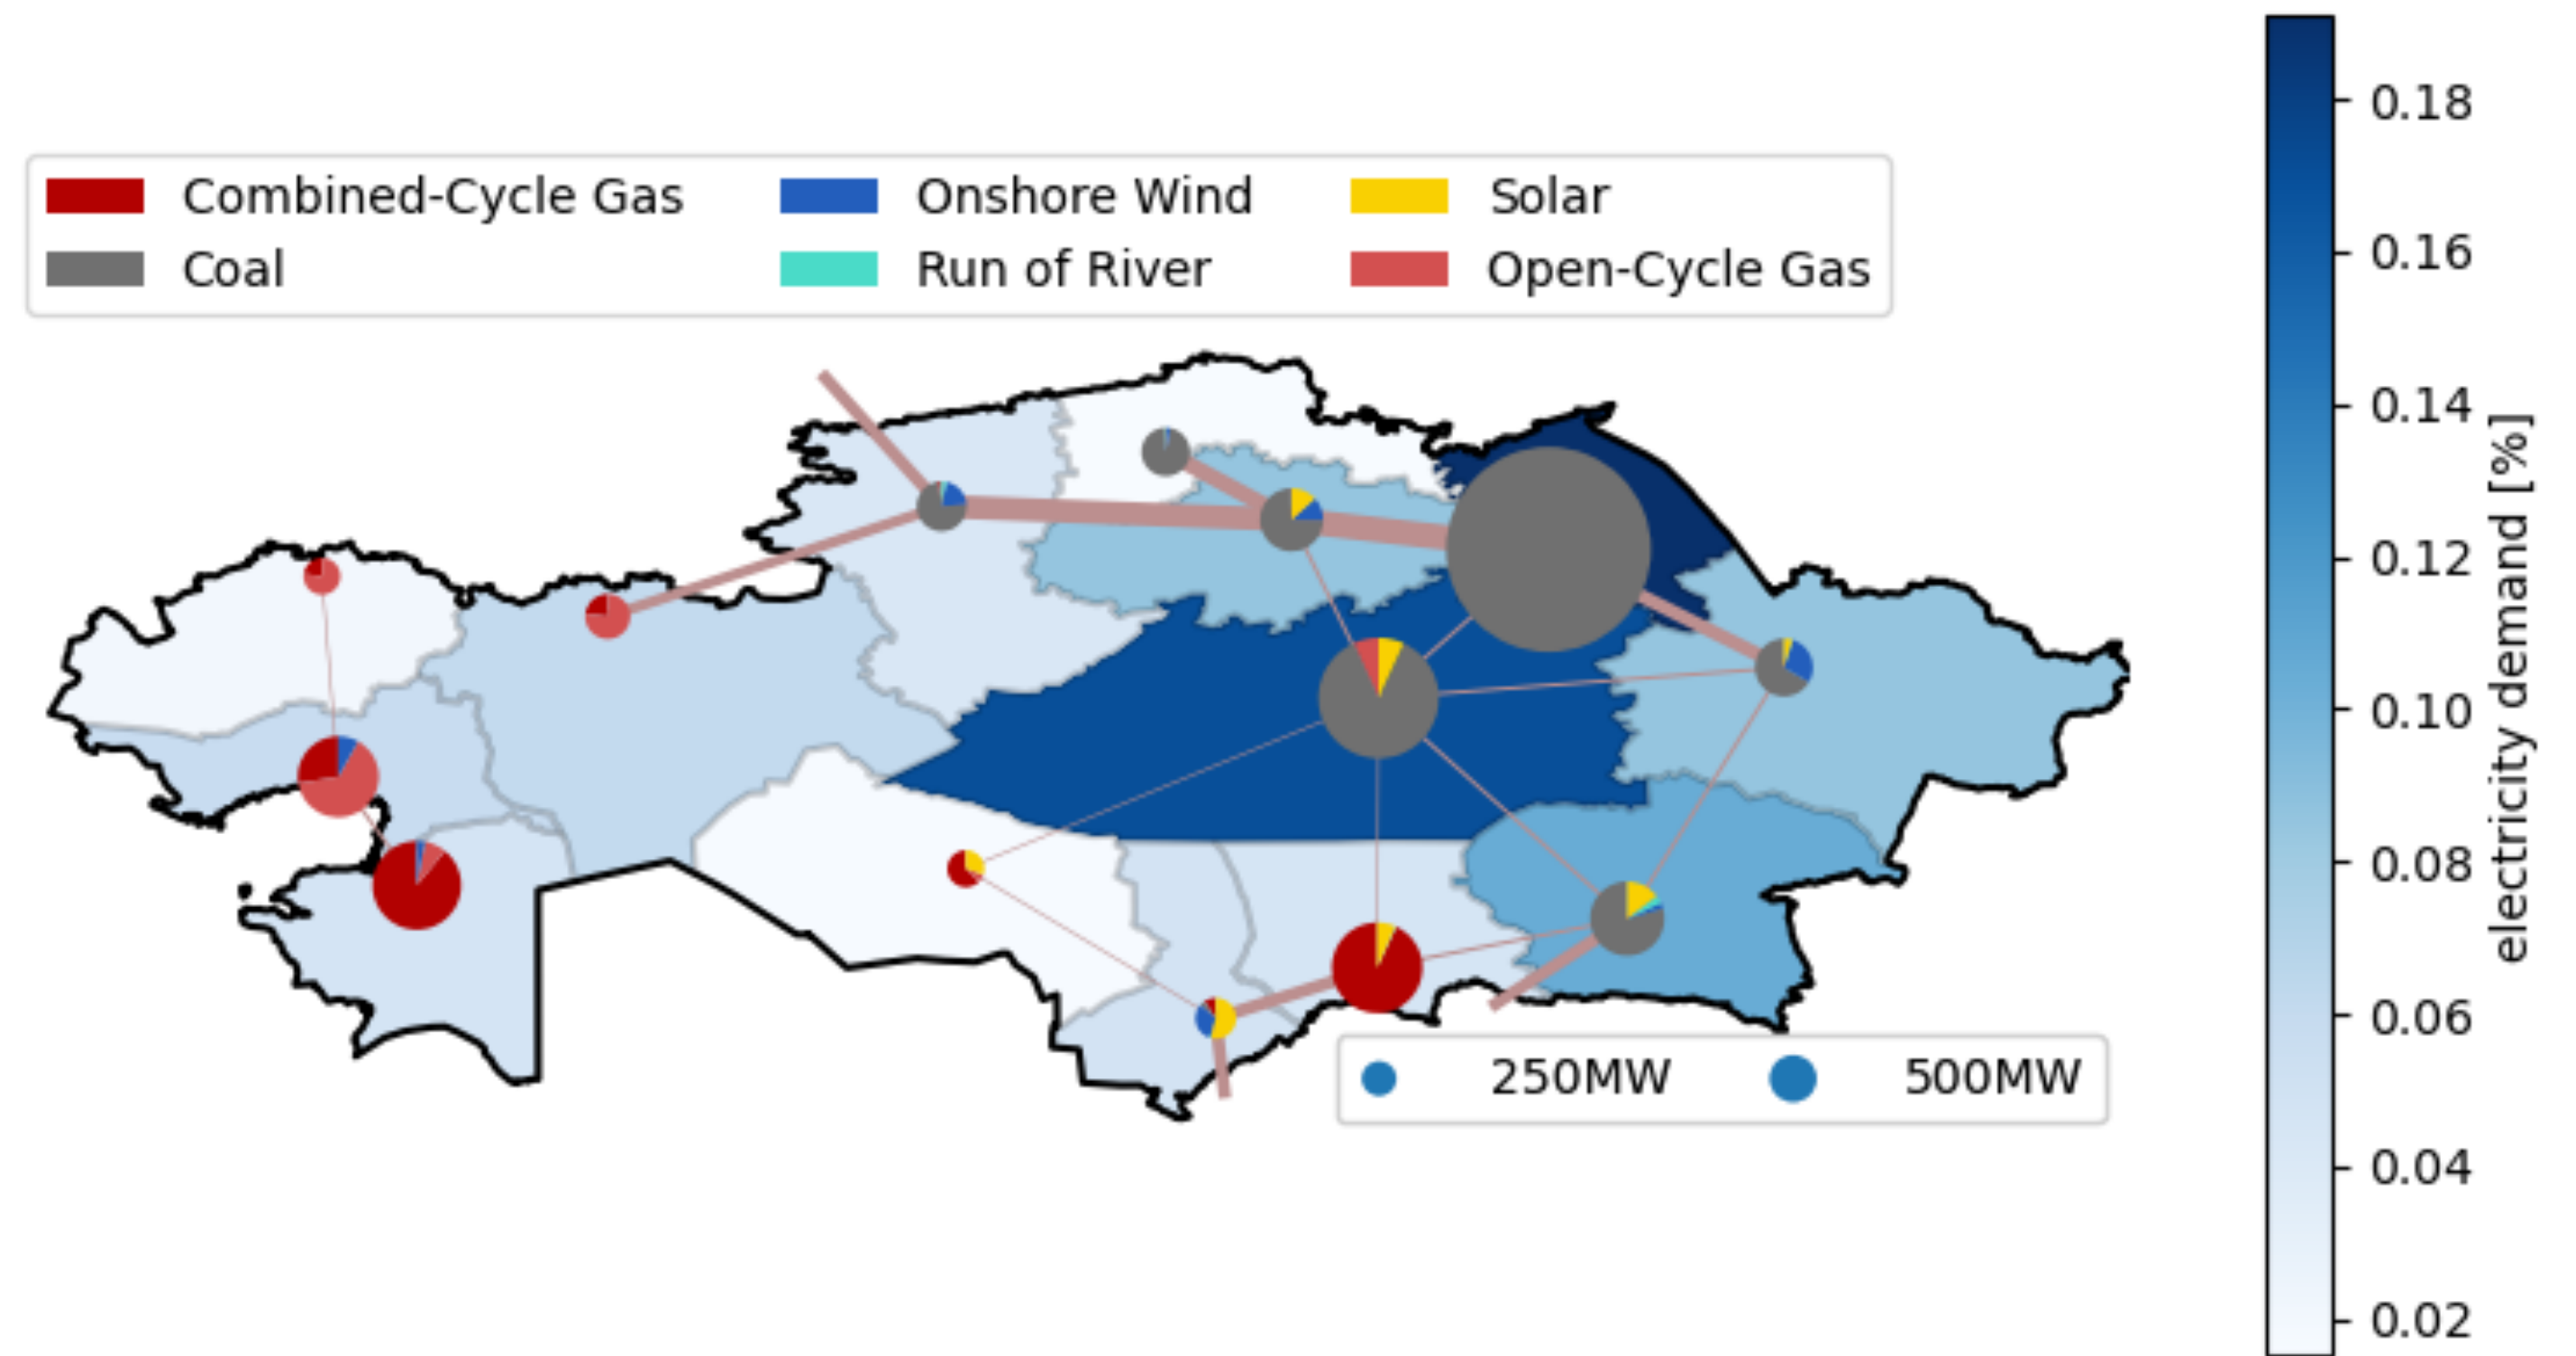 Combined-Cycle Gas
Coal
Onshore Wind
Run of River
Solar
Open-Cycle Gas
250MW
500MW
0.18
0.16
0.14
0.12
0.10
0.08
0.06
0.04
0.02
electricity demand [%]